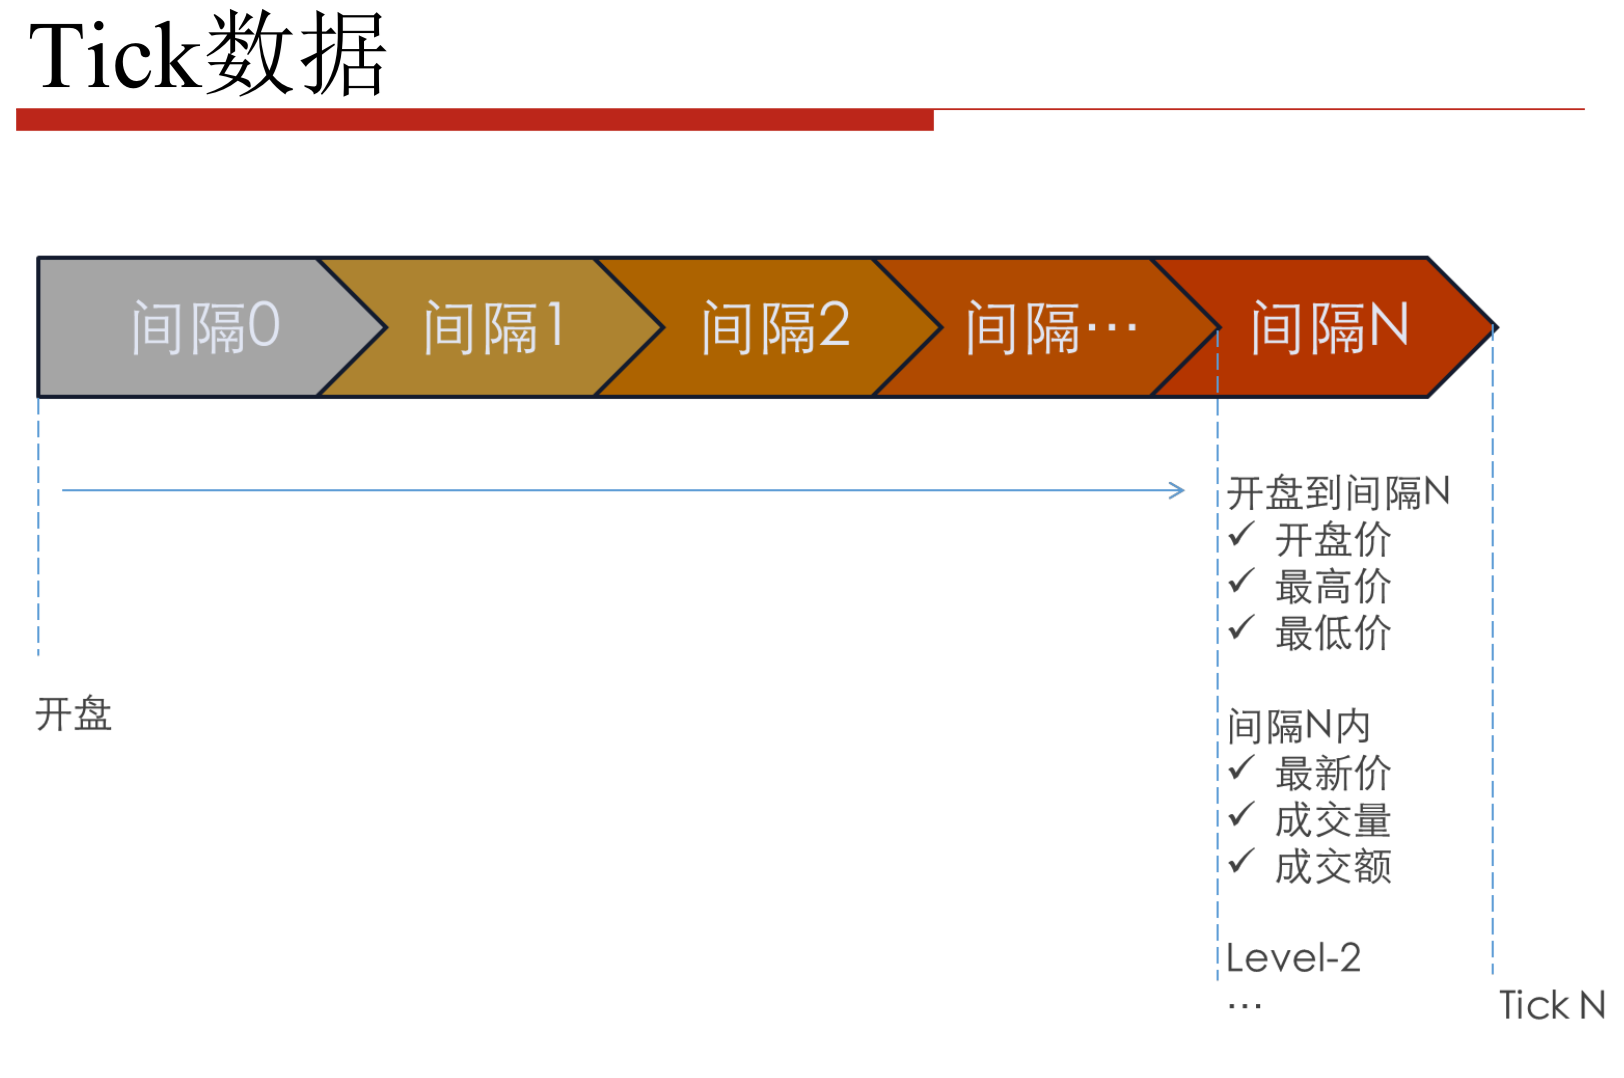 Tick数据
间隔0
间隔1
间隔2
间隔…
间隔N
开盘到间隔N
✓ 开盘价
✓ 最高价
✓ 最低价
开盘
间隔N内
✓ 最新价
✓ 成交量
✓ 成交额
Level-2
…
Tick N